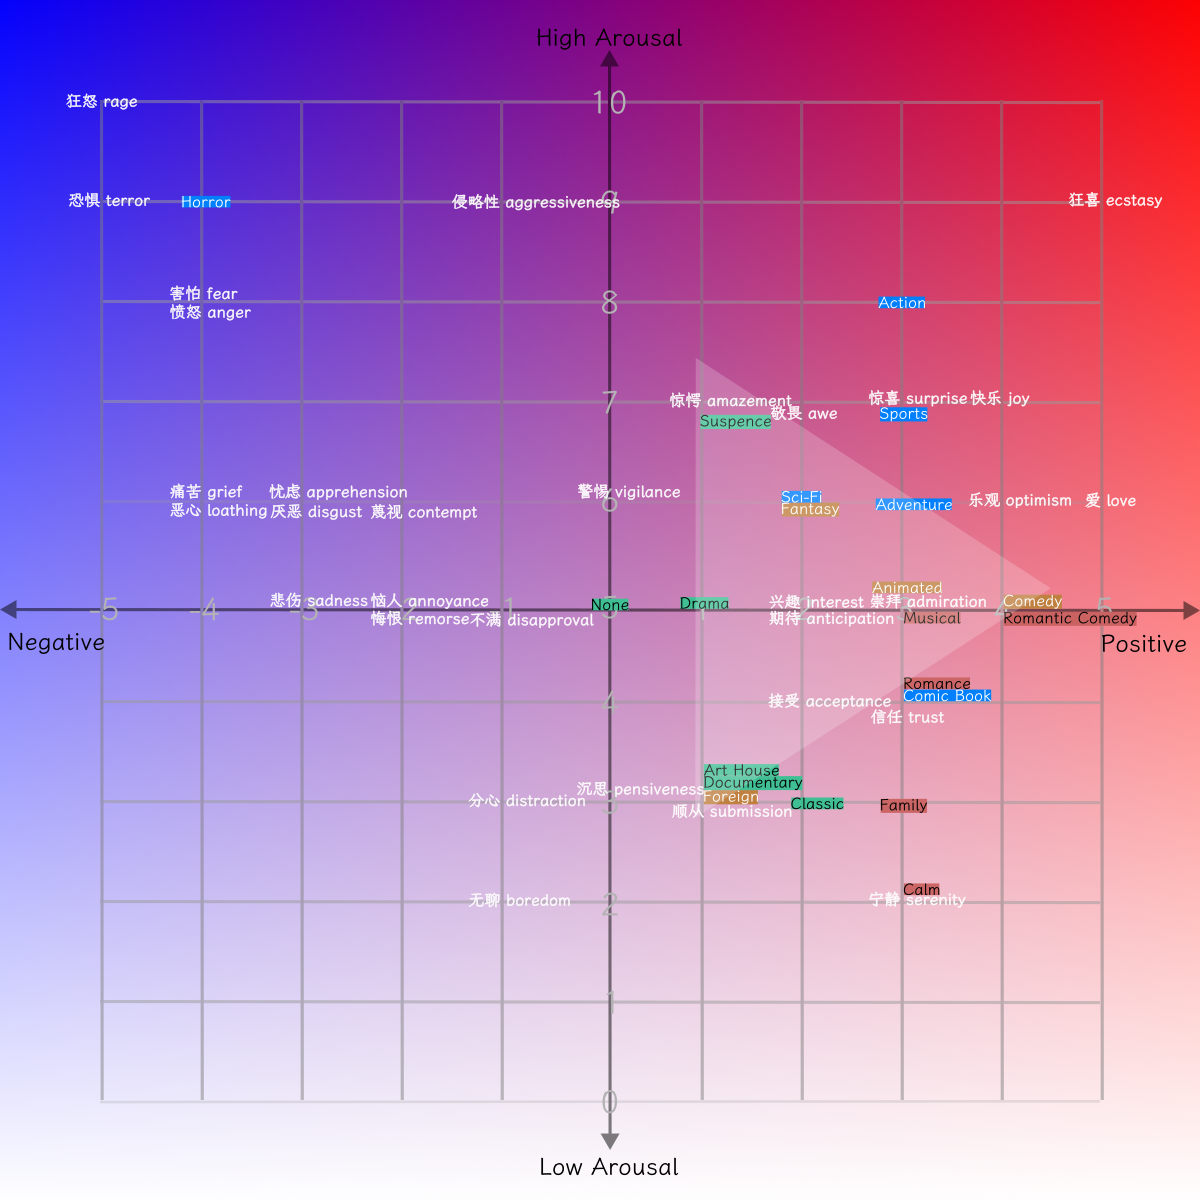 High Arousal
狂怒 rage
10
恐惧 terror
Horror
侵略性 aggressiveness
9
狂喜 ecstasy
害怕 fear
愤怒 anger
8
Action
7
惊愕 amazement
惊喜 surprise
快乐 joy
敬畏 awe
Suspence
Sports
痛苦 grief
忧虑 apprehension
警惕 vigilance
6
Sci-Fi
恶心 loathing
厌恶 disgust
蔑视 contempt
Fantasy
Adventure
乐观 optimism
爱 love
Animated
悲伤 sadness
恼人 annoyance
None
Drama
兴趣 interest
崇拜 admiration
Comedy
-5
-4
-3
-2
-1
5
1
2
3
4
5
悔恨 remorse
不满 disapproval
期待 anticipation
Musical
Romantic Comedy
Negative
Positive
Romance
Comic Book
4
接受 acceptance
信任 trust
Art House
Documentary
沉思 pensiveness
Foreign
分心 distraction
3
Classic
Family
顺从 submission
Calm
无聊 boredom
2
宁静 serenity
1
0
Low Arousal